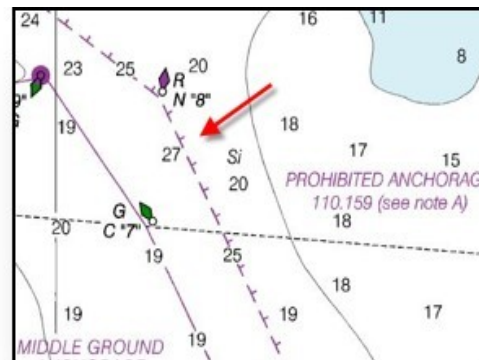 24
16
11
23
25
20
R
N "8"
8
9"
G
19
18
27
Si
17
15
20
PROHIBITED ANCHORAG
110.159 (see note A)
G
C "7"
20
18
19
25
18
19
19
17
MIDDLE GROUND
19